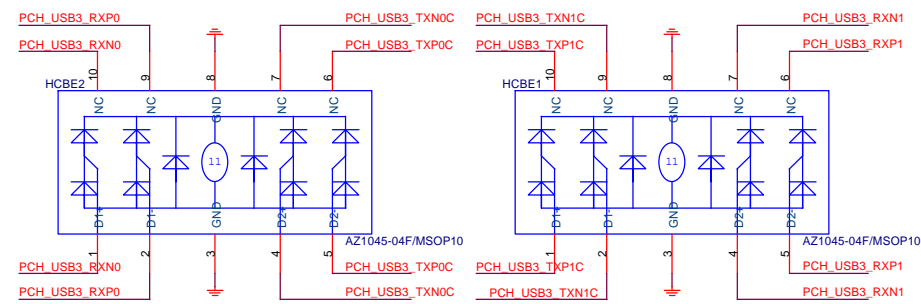 PCH_USB3_RXP0
PCH_USB3_TXN0C
PCH_USB3_TXN1C
PCH_USB3_RXN1
PCH_USB3_RXN0
PCH_USB3_TXP0C
PCH_USB3_TXP1C
PCH_USB3_RXP1
10 9 8 7 6
10 9 8 7 6
HCBE2
HCBE1
NC NC GND NC NC
NC NC GND NC NC
11
11
D1+ D1- GND D2+ D2-
D1+ D1- GND D2+ D2-
AZ1045-04F/MSOP10
AZ1045-04F/MSOP10
1 2 3 4 5
1 2 3 4 5
PCH_USB3_RXN0
PCH_USB3_TXP0C
PCH_USB3_TXP1C
PCH_USB3_RXP1
PCH_USB3_RXP0
PCH_USB3_TXN0C
PCH_USB3_TXN1C
PCH_USB3_RXN1